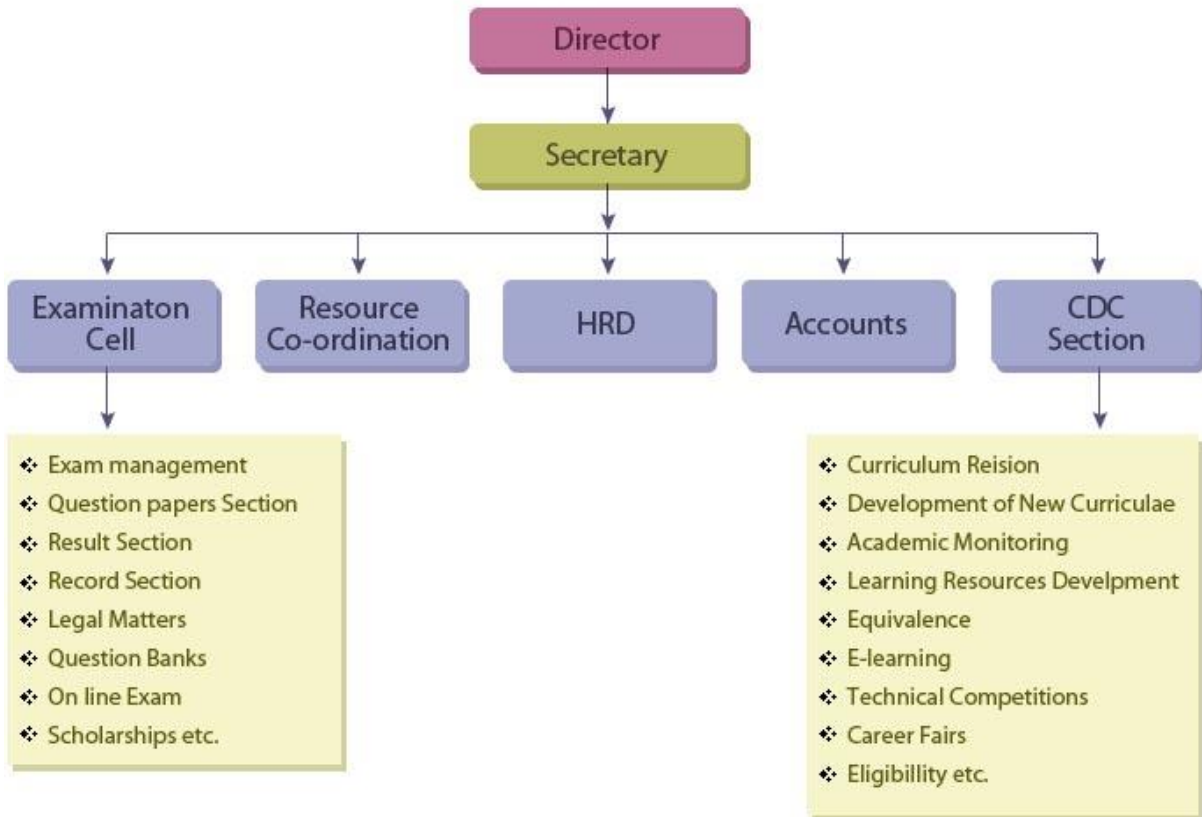 Director
Secretary
Examinaton
Cell
Resource
Co-ordination
HRD
Accounts
CDC
Section
Exam management
Question papers Section
Result Section
Record Section
Legal Matters
Question Banks
On line Exam
Scholarships etc.
Curriculum Reision
Development of New Curriculae
Academic Monitoring
Learning Resources Develpment
Equivalence
E-learning
Technical Competitions
Career Fairs
Eligibillity etc.